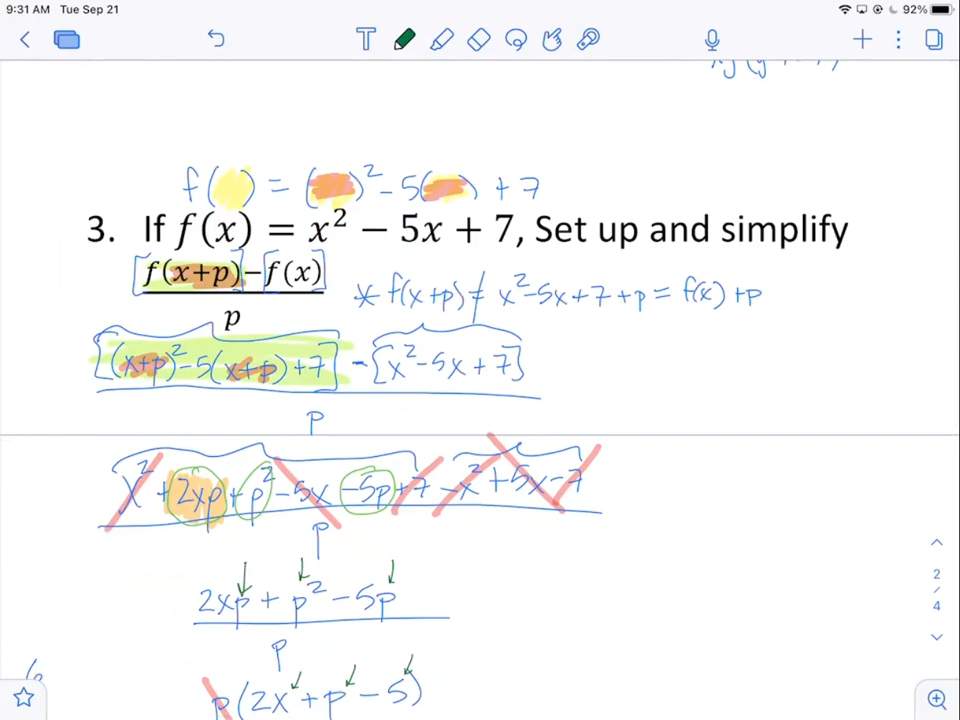 9:31 AM Tue Sep 21
92%
T
f( ) = ( )² - 5( ) + 7
3. If f(x) = x² − 5x + 7, Set up and simplify
f(x+p)−f(x)
p
* f(x+p) ≠ x²-5x+7+p = f(x)+p
[(x+p)²-5(x+p)+7] - [x²-5x+7]
p
x²+2xp+p²-5x-5p+7-x²+5x-7
p
2xp + p² - 5p
p
p(2x+p-5)
2
/
4